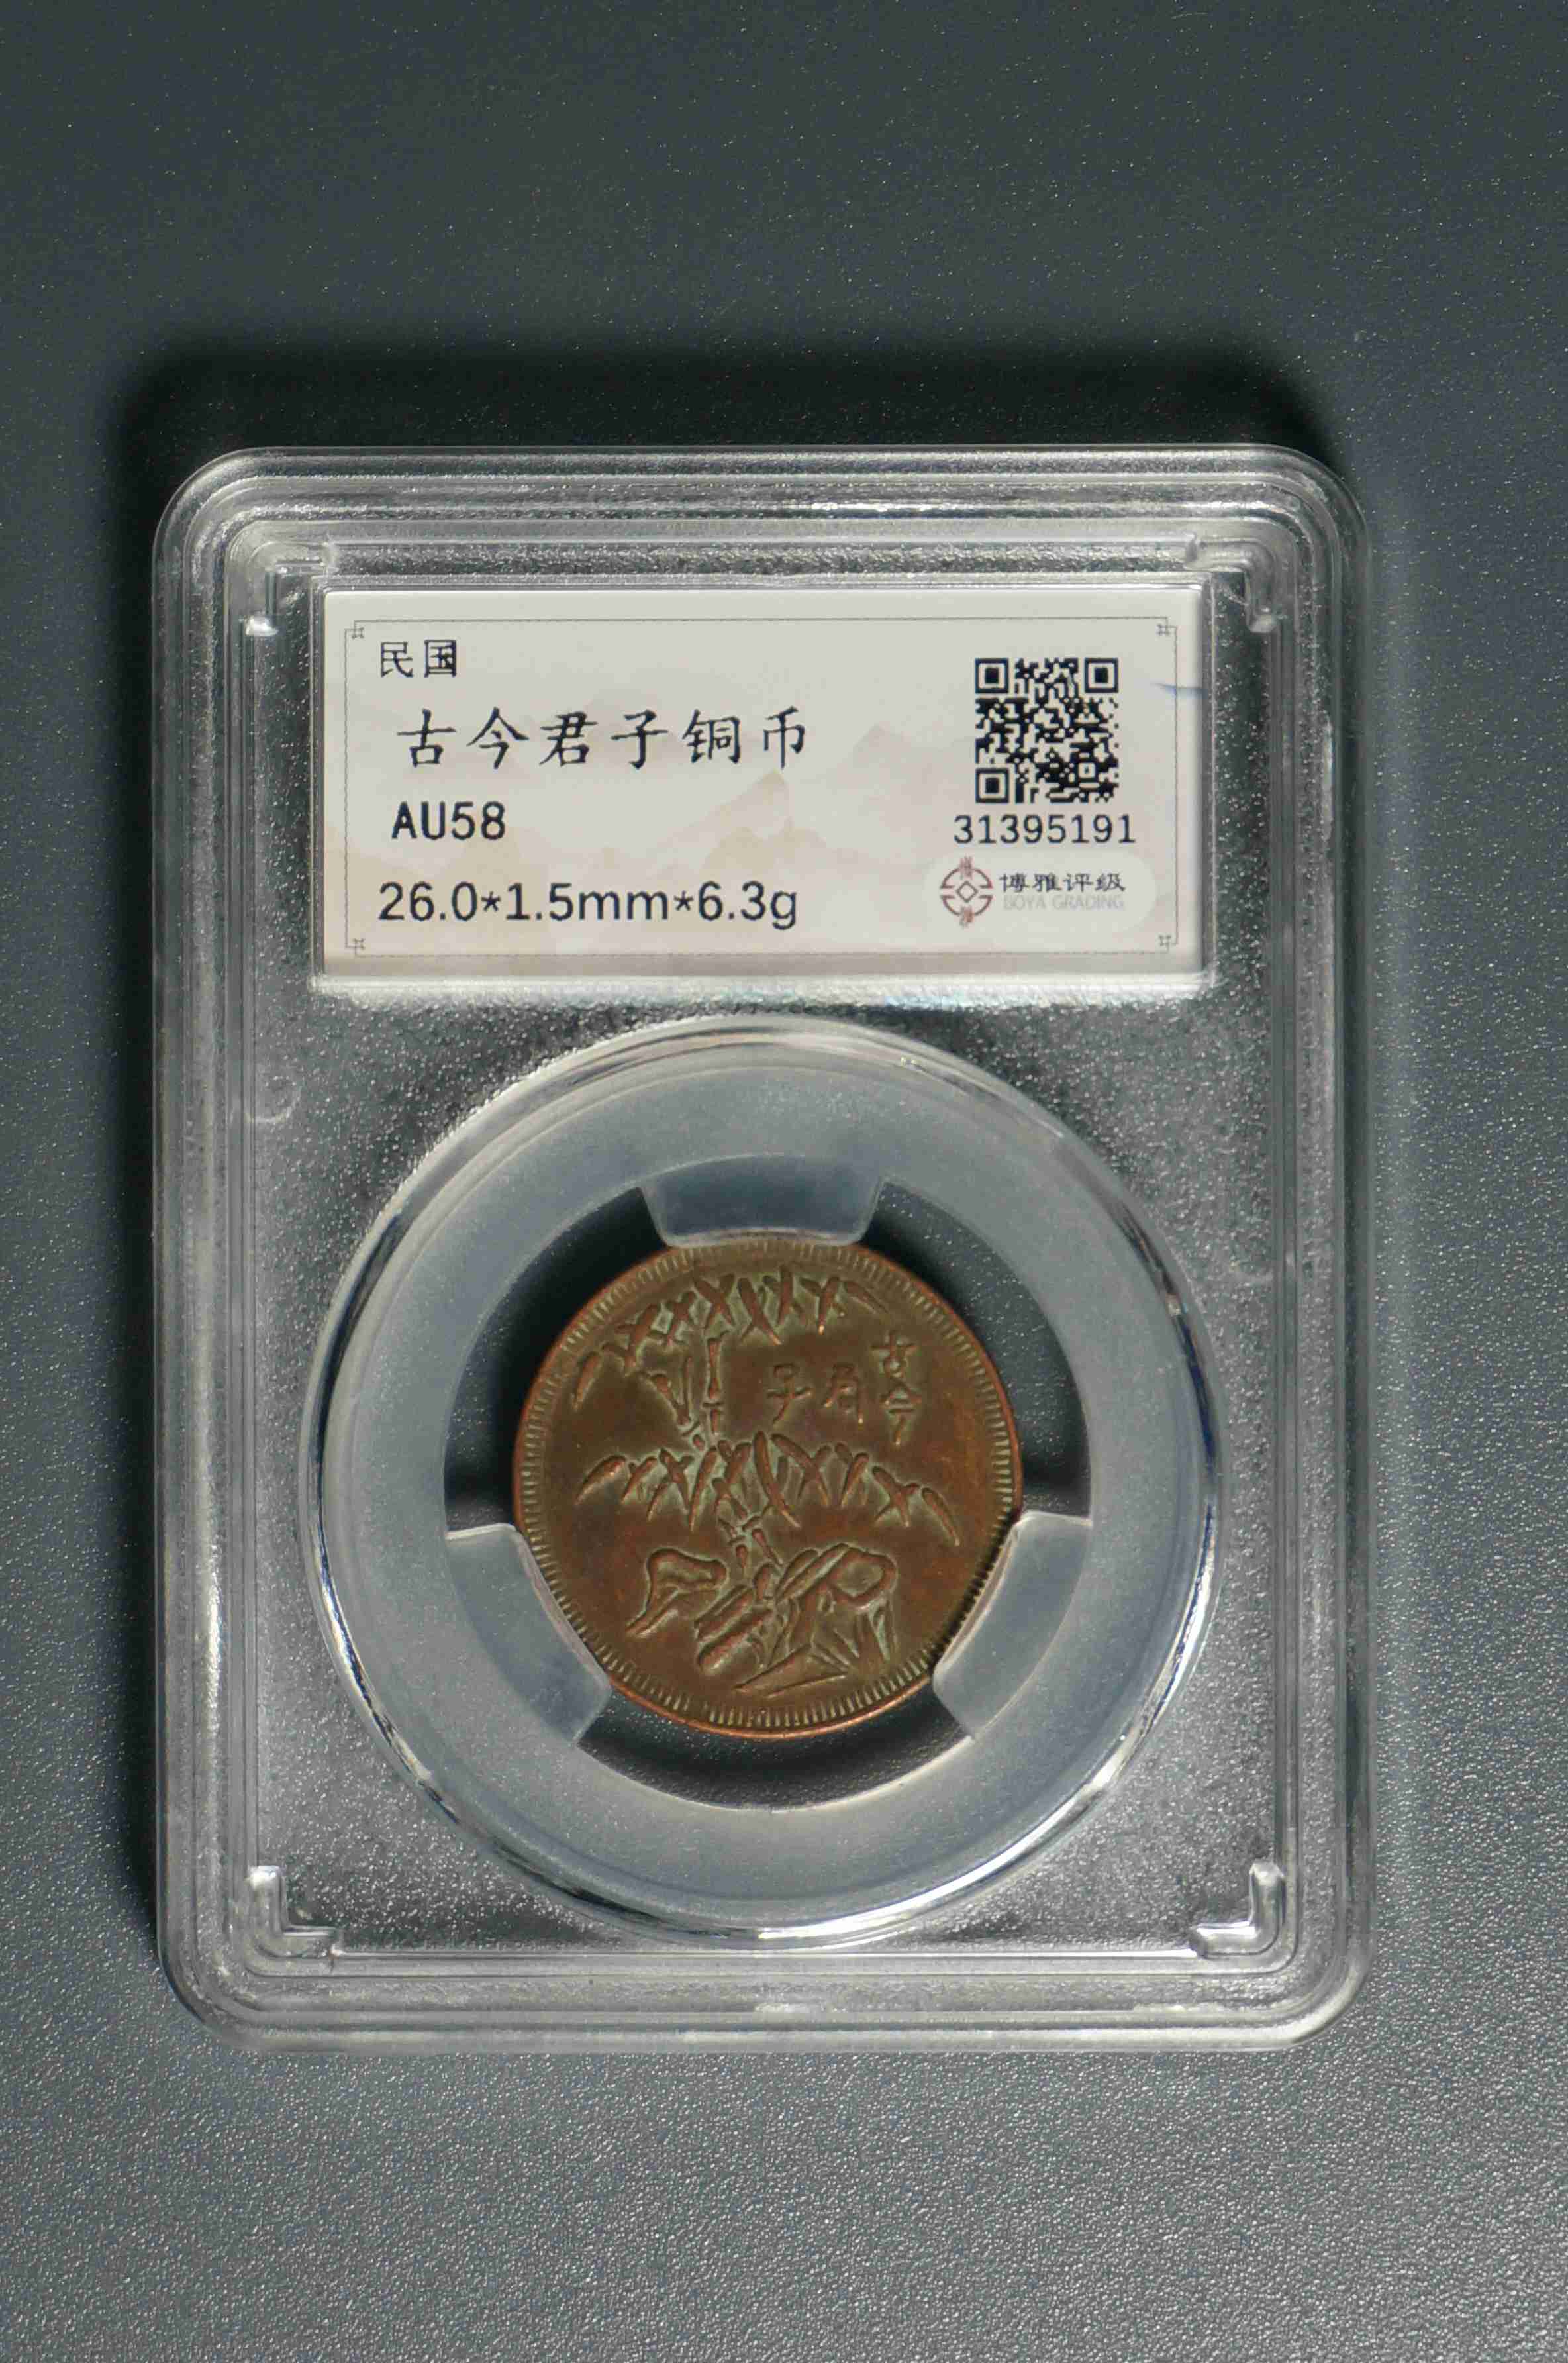 民国
古今君子铜币
AU58
26.0*1.5mm*6.3g
31395191
博雅评级
BOYA GRADING
古今
君
子